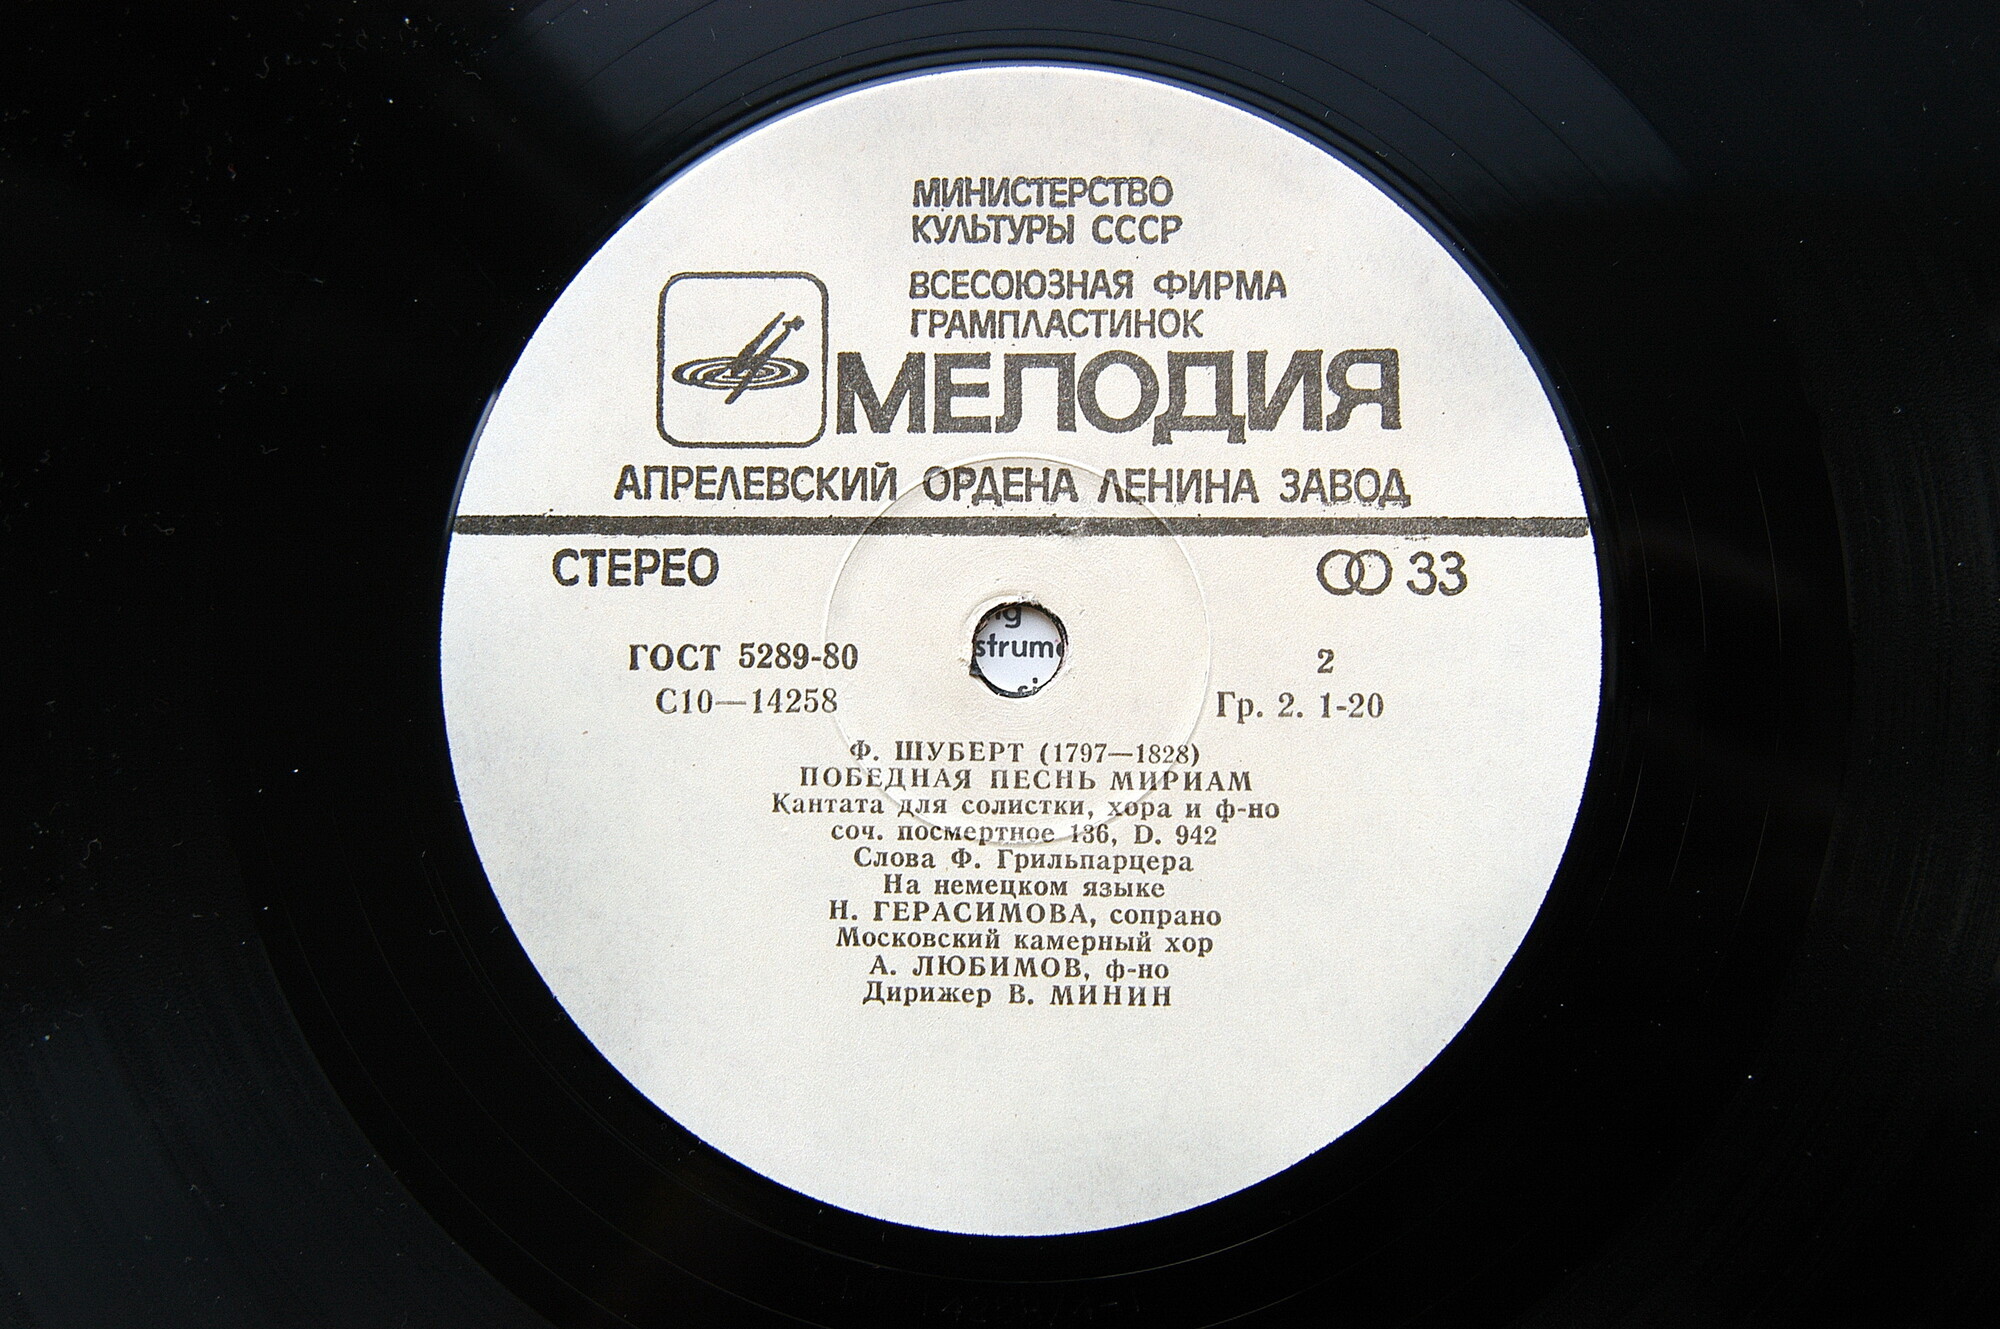 МИНИСТЕРСТВО
КУЛЬТУРЫ СССР
ВСЕСОЮЗНАЯ ФИРМА
ГРАМПЛАСТИНОК
МЕЛОДИЯ
АПРЕЛЕВСКИЙ ОРДЕНА ЛЕНИНА ЗАВОД
СТЕРЕО 33
ГОСТ 5289-80 2
С10—14258 Гр. 2. 1-20
Ф. ШУБЕРТ (1797—1828)
ПОБЕДНАЯ ПЕСНЬ МИРИАМ
Кантата для солистки, хора и ф-но
соч. посмертное 136, D. 942
Слова Ф. Грильпарцера
На немецком языке
Н. ГЕРАСИМОВА, сопрано
Московский камерный хор
А. ЛЮБИМОВ, ф-но
Дирижер В. МИНИН